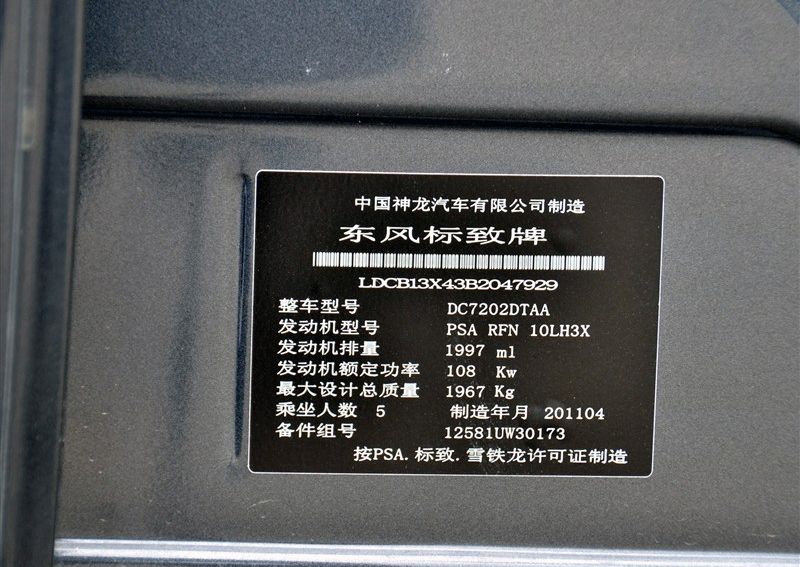 中国神龙汽车有限公司制造
东风标致牌
LDCB13X43B2047929
整车型号 DC7202DTAA
发动机型号 PSA RFN 10LH3X
发动机排量 1997 ml
发动机额定功率 108 Kw
最大设计总质量 1967 Kg
乘坐人数 5 制造年月 201104
备件组号 12581UW30173
按PSA.标致.雪铁龙许可证制造